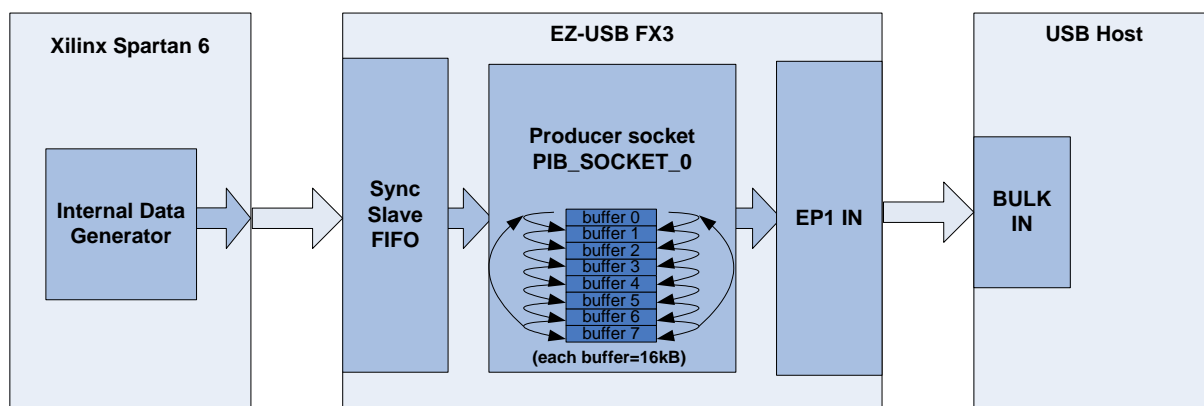 Xilinx Spartan 6
Internal Data
Generator
EZ-USB FX3
Sync
Slave
FIFO
Producer socket
PIB_SOCKET_0
buffer 0
buffer 1
buffer 2
buffer 3
buffer 4
buffer 5
buffer 6
buffer 7
(each buffer=16kB)
EP1 IN
USB Host
BULK
IN